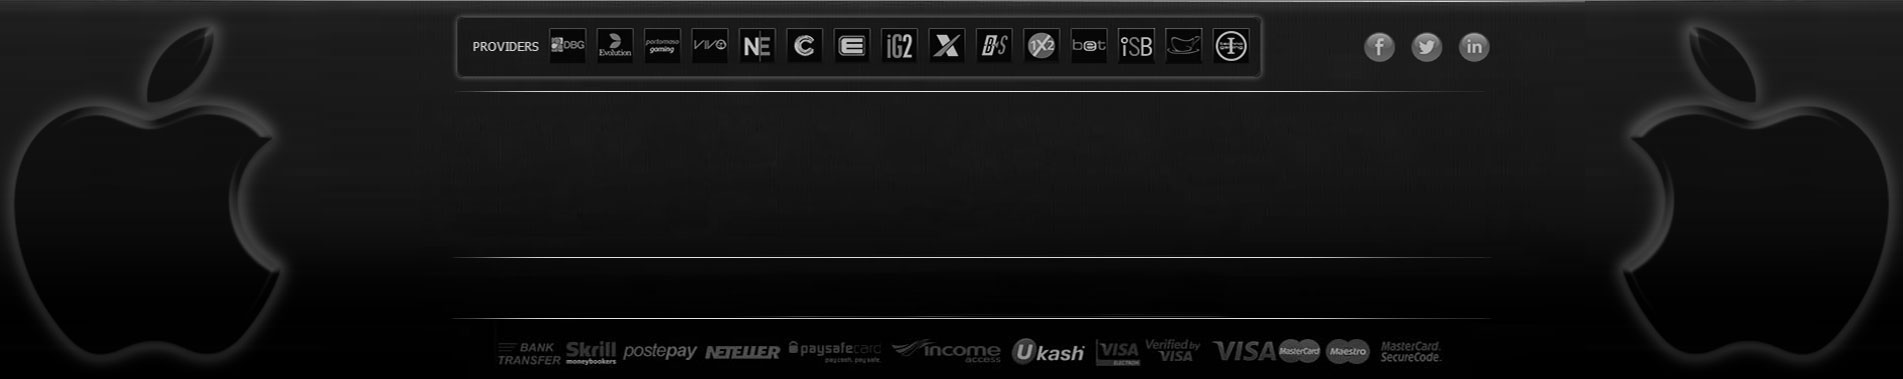 PROVIDERS DBG Evolution portomaso gaming VIVO NE C E iG2 X B S 1X2 bet iSB
f in
BANK TRANSFER Skrill moneybookers postepay NETELLER paysafecard pay cash. pay safe. income access Ukash VISA ELECTRON Verified by VISA VISA MasterCard Maestro MasterCard. SecureCode.